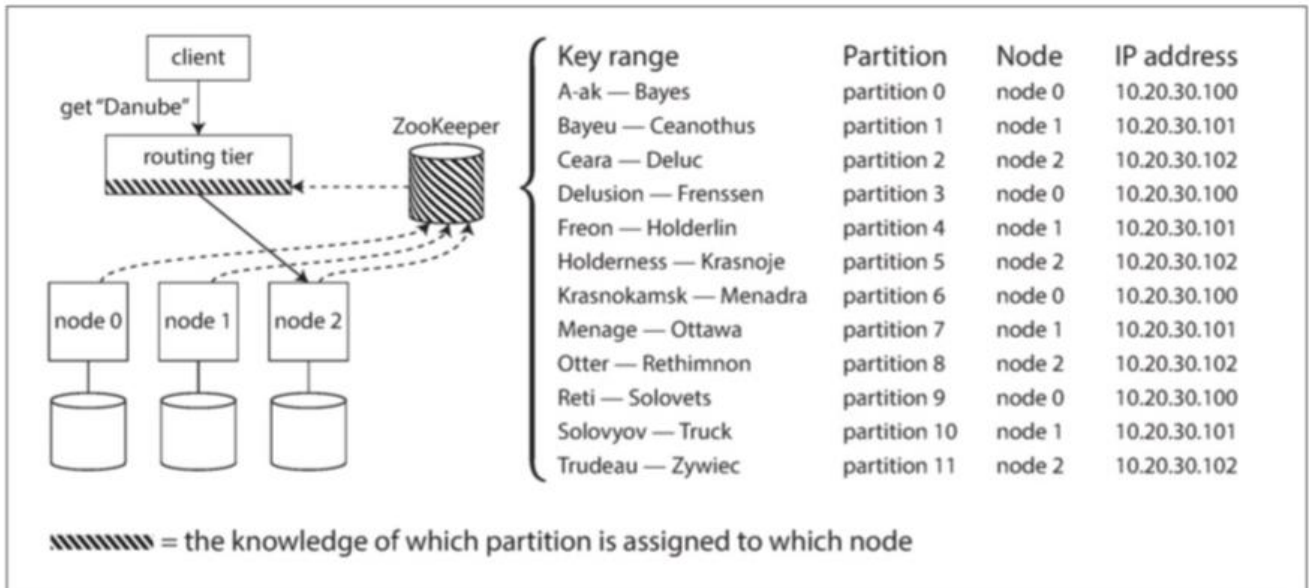 client
get "Danube"
routing tier
ZooKeeper
node 0 node 1 node 2
Key range Partition Node IP address
A-ak — Bayes partition 0 node 0 10.20.30.100
Bayeu — Ceanothus partition 1 node 1 10.20.30.101
Ceara — Deluc partition 2 node 2 10.20.30.102
Delusion — Frenssen partition 3 node 0 10.20.30.100
Freon — Holderlin partition 4 node 1 10.20.30.101
Holderness — Krasnoje partition 5 node 2 10.20.30.102
Krasnokamsk — Menadra partition 6 node 0 10.20.30.100
Menage — Ottawa partition 7 node 1 10.20.30.101
Otter — Rethimnon partition 8 node 2 10.20.30.102
Reti — Solovets partition 9 node 0 10.20.30.100
Solovyov — Truck partition 10 node 1 10.20.30.101
Trudeau — Zywiec partition 11 node 2 10.20.30.102
= the knowledge of which partition is assigned to which node